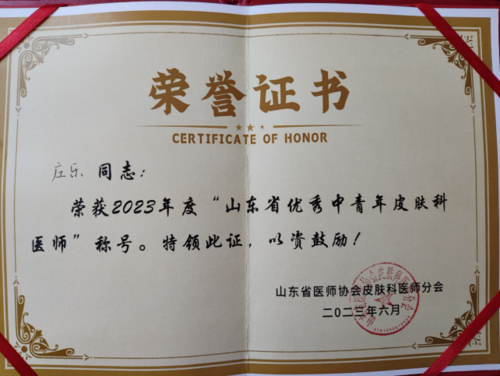 荣誉证书
CERTIFICATE OF HONOR
庄乐 同志：
荣获2023年度“山东省优秀中青年皮肤科
医师”称号。特领此证，以资鼓励！
山东省医师协会皮肤科医师分会
二〇二三年六月